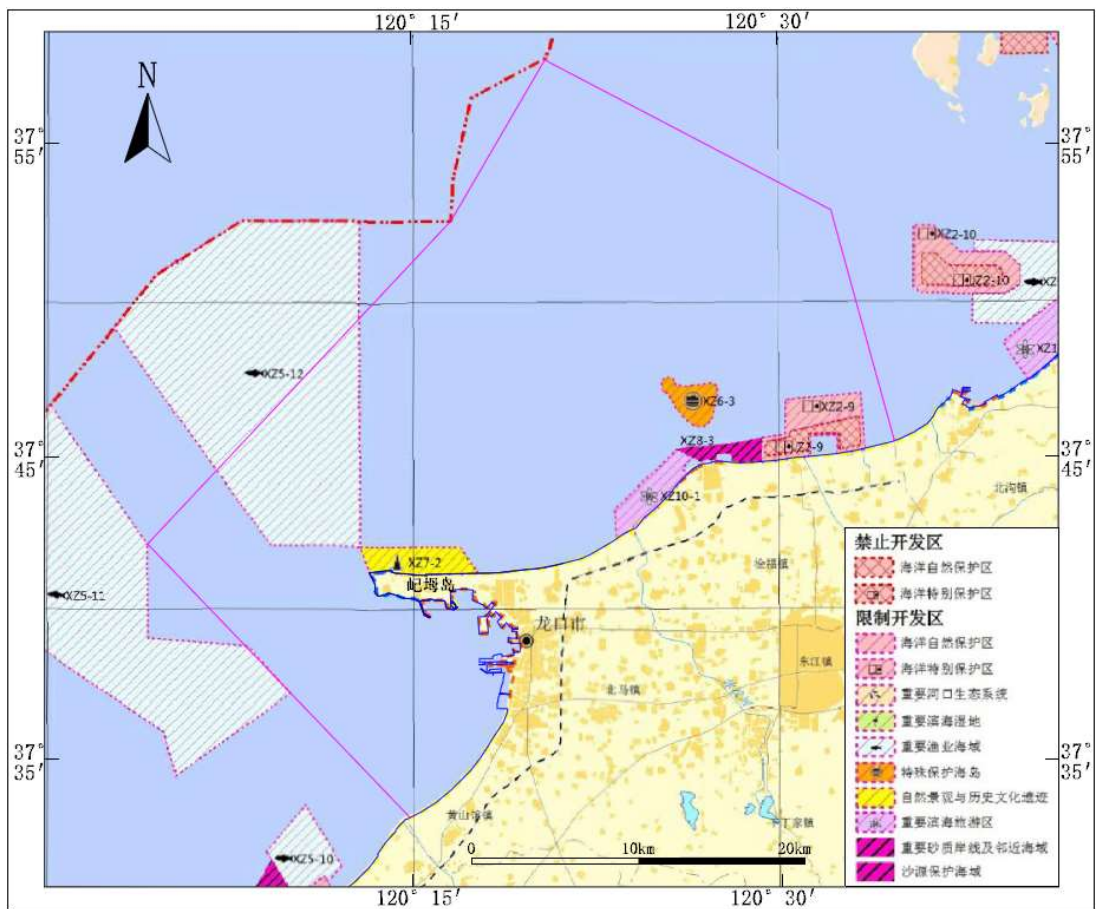 120° 15′
120° 30′
N
37°
55′
37°
55′
XZ2-10
JZ2-10
XZ5-12
XZ6-3
XZ2-9
XZ8-3
JZ2-9
37°
45′
37°
45′
XZ10-1
北沟镇
XZ7-2
屺㟂岛
徐福镇
XZ5-11
龙口市
东江镇
北马镇
37°
35′
37°
35′
黄山馆镇
下丁家镇
XZ5-10
0
10km
20km
禁止开发区
海洋自然保护区
海洋特别保护区
限制开发区
海洋自然保护区
海洋特别保护区
重要河口生态系统
重要滨海湿地
重要渔业海域
特殊保护海岛
自然景观与历史文化遗迹
重要滨海旅游区
重要砂质岸线及邻近海域
沙源保护海域
120° 15′
120° 30′